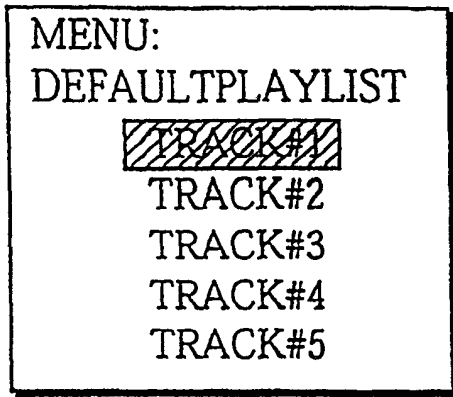 MENU:
DEFAULTPLAYLIST
TRACK#1
TRACK#2
TRACK#3
TRACK#4
TRACK#5